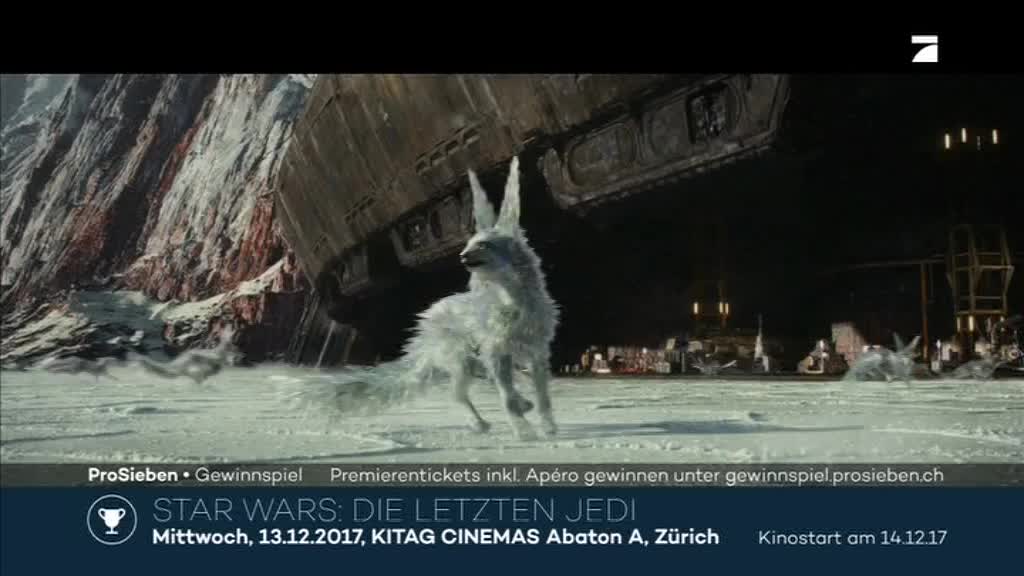 ProSieben • Gewinnspiel Premierentickets inkl. Apéro gewinnen unter gewinnspiel.prosieben.ch
STAR WARS: DIE LETZTEN JEDI
Mittwoch, 13.12.2017, KITAG CINEMAS Abaton A, Zürich Kinostart am 14.12.17